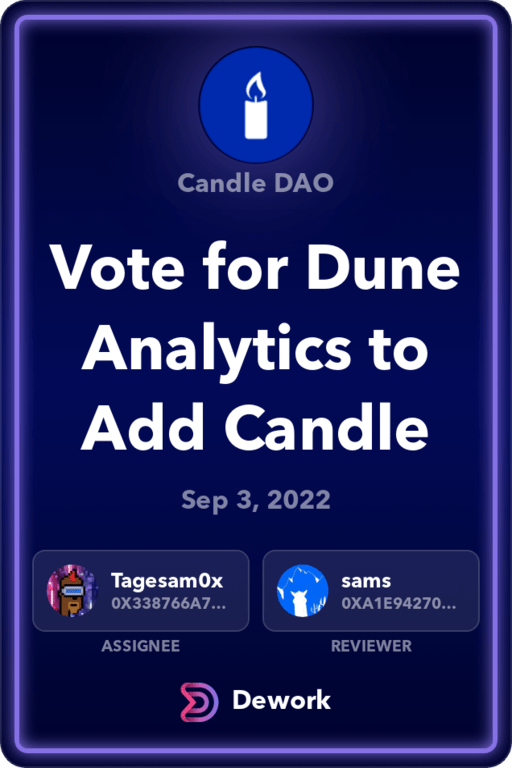 Candle DAO
Vote for Dune
Analytics to
Add Candle
Sep 3, 2022
Tagesam0x
0X338766A7...
ASSIGNEE
sams
0XA1E94270...
REVIEWER
Dework